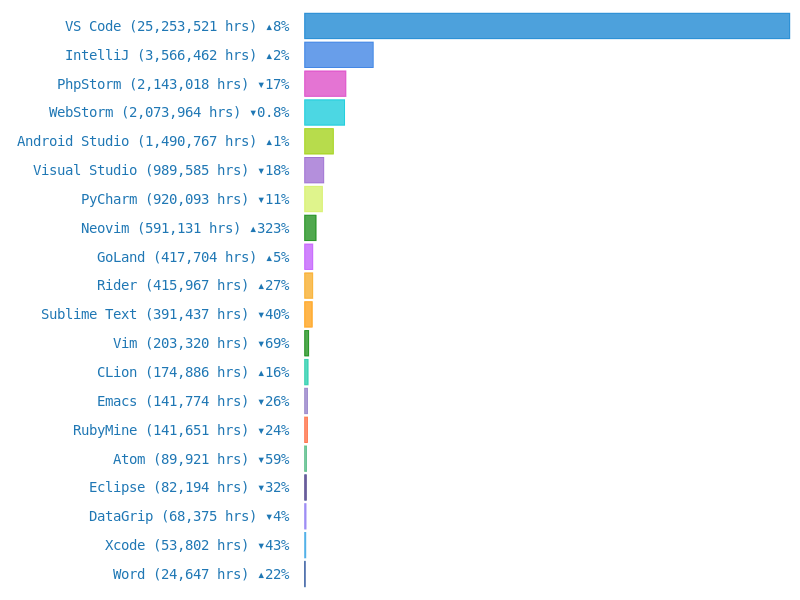 VS Code (25,253,521 hrs) ▴8%
IntelliJ (3,566,462 hrs) ▴2%
PhpStorm (2,143,018 hrs) ▾17%
WebStorm (2,073,964 hrs) ▾0.8%
Android Studio (1,490,767 hrs) ▴1%
Visual Studio (989,585 hrs) ▾18%
PyCharm (920,093 hrs) ▾11%
Neovim (591,131 hrs) ▴323%
GoLand (417,704 hrs) ▴5%
Rider (415,967 hrs) ▴27%
Sublime Text (391,437 hrs) ▾40%
Vim (203,320 hrs) ▾69%
CLion (174,886 hrs) ▴16%
Emacs (141,774 hrs) ▾26%
RubyMine (141,651 hrs) ▾24%
Atom (89,921 hrs) ▾59%
Eclipse (82,194 hrs) ▾32%
DataGrip (68,375 hrs) ▾4%
Xcode (53,802 hrs) ▾43%
Word (24,647 hrs) ▴22%